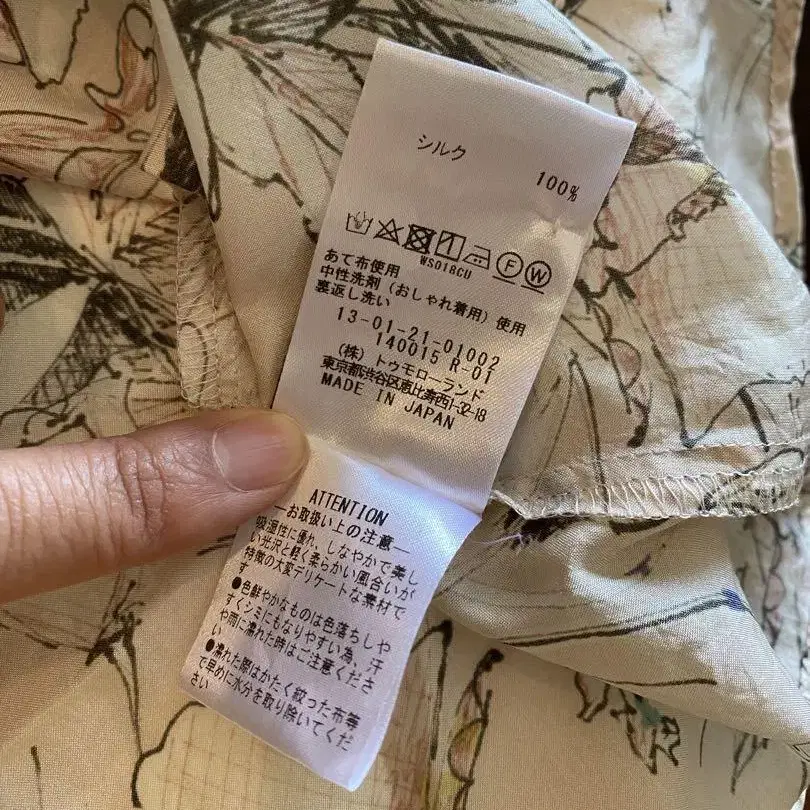 シルク
100%
WS018CU
F W
あて布使用
中性洗剤（おしゃれ着用）使用
裏返し洗い
13-01-21-01002
140015 R-01
（株）トゥモローランド
東京都渋谷区恵比寿西1-32-18
MADE IN JAPAN
ATTENTION
―お取扱い上の注意―
吸湿性に優れ、しなやかで美し
い光沢と軽く柔らかい風合いが
特徴の大変デリケートな素材で
す
●色鮮やかなものは色落ちしや
すくシミにもなりやすい為、汗
や雨に濡れた時はご注意くださ
い
●濡れた際はかたく絞った布等
で早めに水分を取り除いてくだ
さい